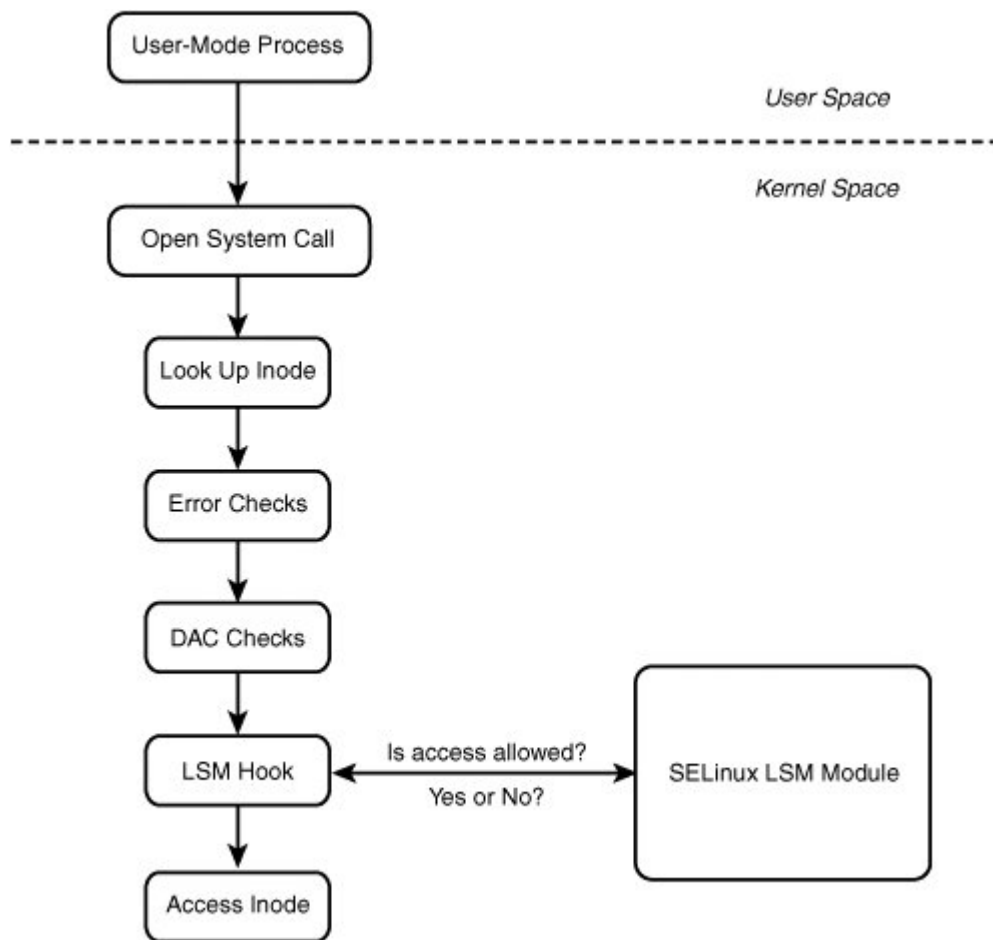 User-Mode Process
User Space
Kernel Space
Open System Call
Look Up Inode
Error Checks
DAC Checks
LSM Hook
Is access allowed?
Yes or No?
SELinux LSM Module
Access Inode